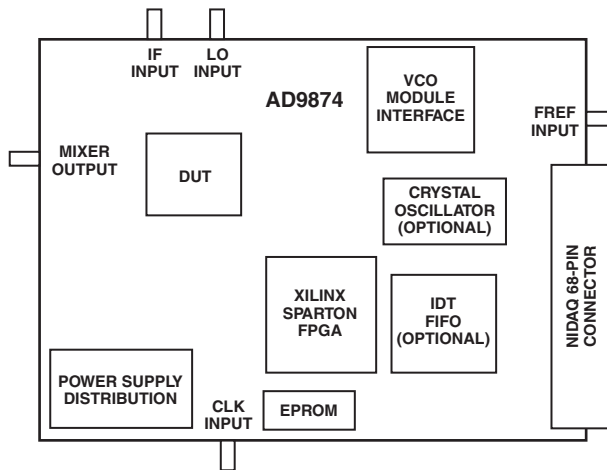 IF
INPUT
LO
INPUT
AD9874
VCO
MODULE
INTERFACE
FREF
INPUT
MIXER
OUTPUT
DUT
CRYSTAL
OSCILLATOR
(OPTIONAL)
XILINX
SPARTON
FPGA
IDT
FIFO
(OPTIONAL)
NIDAQ 68-PIN
CONNECTOR
POWER SUPPLY
DISTRIBUTION
CLK
INPUT
EPROM